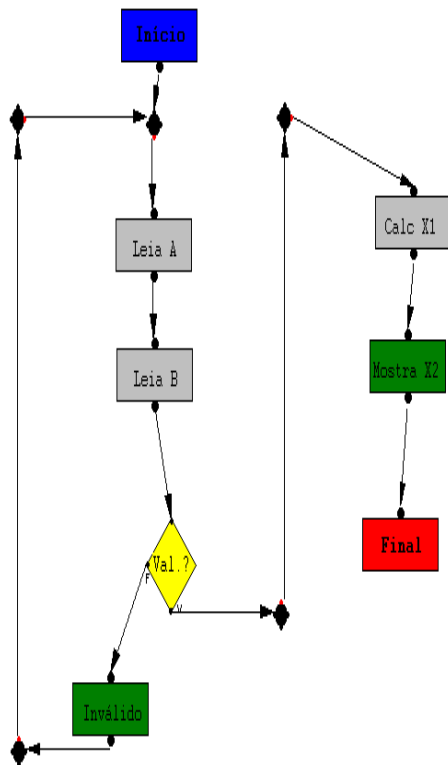 Início
Leia A
Leia B
Val.?
F
V
Inválido
Calc X1
Mostra X2
Final